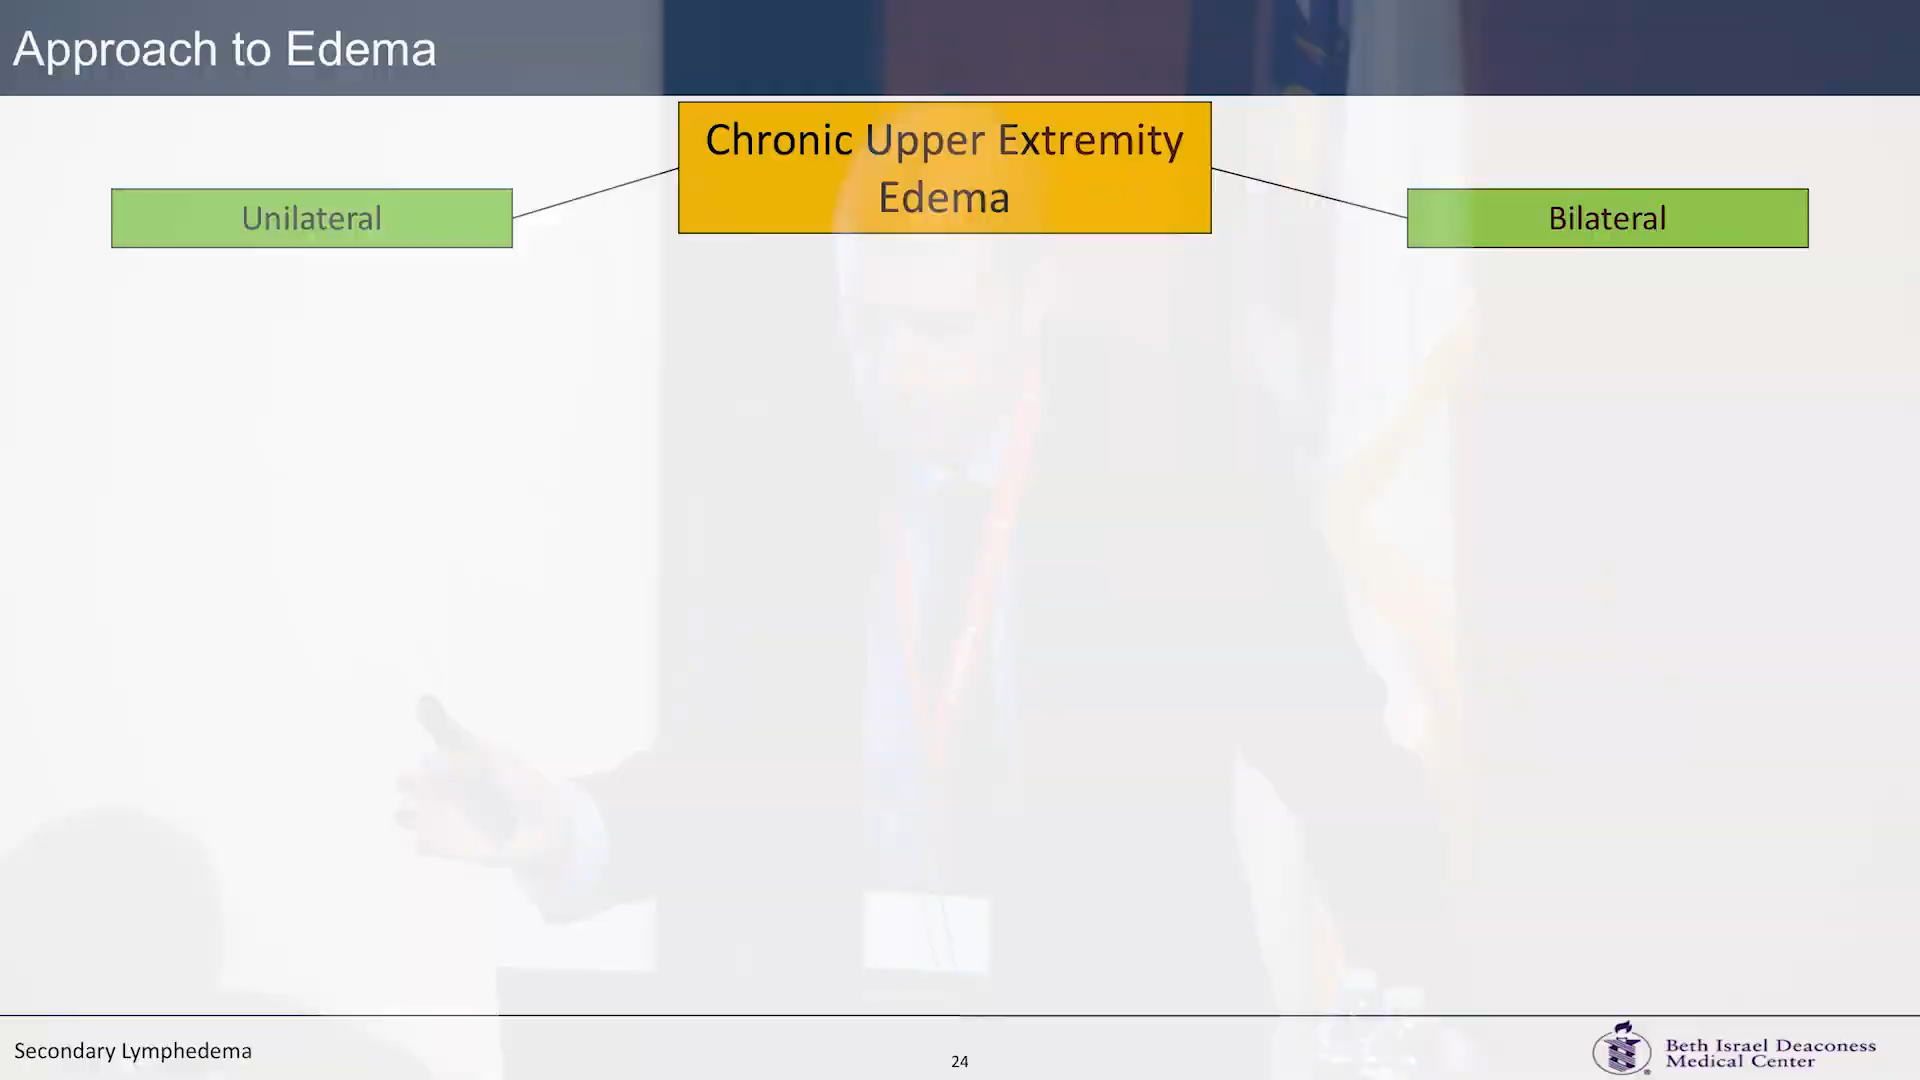 Approach to Edema
Chronic Upper Extremity
Edema
Unilateral
Bilateral
Secondary Lymphedema
24
Beth Israel Deaconess
Medical Center